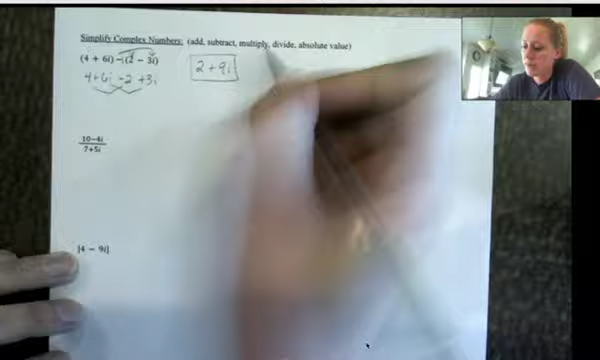 Simplify Complex Numbers: (add, subtract, multiply, divide, absolute value)
(4 + 6i) - (2 - 3i)
4+6i -2 +3i
2+9i
10-4i
7+5i
|4 - 9i|